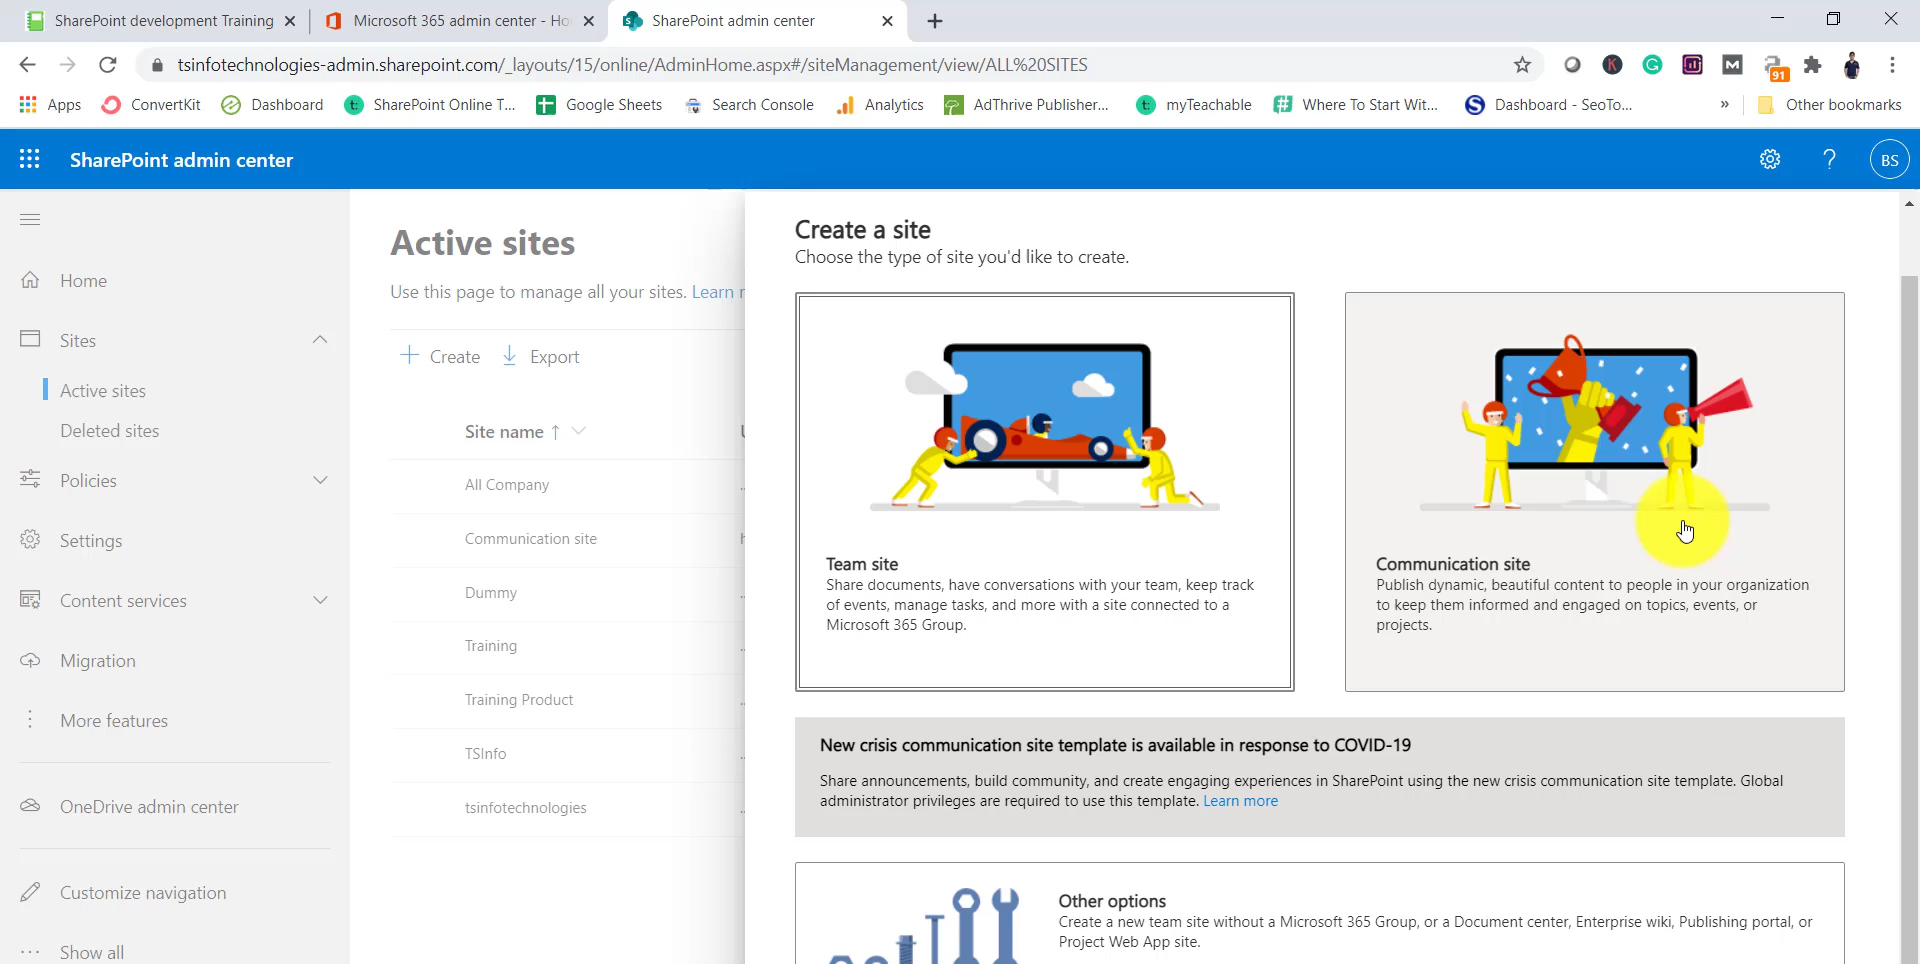 SharePoint development Training
Microsoft 365 admin center - Ho
SharePoint admin center
tsinfotechnologies-admin.sharepoint.com/_layouts/15/online/AdminHome.aspx#/siteManagement/view/ALL%20SITES
K
G
M
91
Apps
ConvertKit
Dashboard
SharePoint Online T...
Google Sheets
Search Console
Analytics
AdThrive Publisher...
myTeachable
Where To Start Wit...
Dashboard - SeoTo...
»
Other bookmarks
SharePoint admin center
?
BS
Home
Sites
Active sites
Deleted sites
Policies
Settings
Content services
Migration
More features
OneDrive admin center
Customize navigation
Show all
Active sites
Use this page to manage all your sites. Learn
Create
Export
Site name
All Company
Communication site
Dummy
Training
Training Product
TSInfo
tsinfotechnologies
Create a site
Choose the type of site you'd like to create.
Team site
Share documents, have conversations with your team, keep track
of events, manage tasks, and more with a site connected to a
Microsoft 365 Group.
Communication site
Publish dynamic, beautiful content to people in your organization
to keep them informed and engaged on topics, events, or
projects.
New crisis communication site template is available in response to COVID-19
Share announcements, build community, and create engaging experiences in SharePoint using the new crisis communication site template. Global
administrator privileges are required to use this template. Learn more
Other options
Create a new team site without a Microsoft 365 Group, or a Document center, Enterprise wiki, Publishing portal, or
Project Web App site.